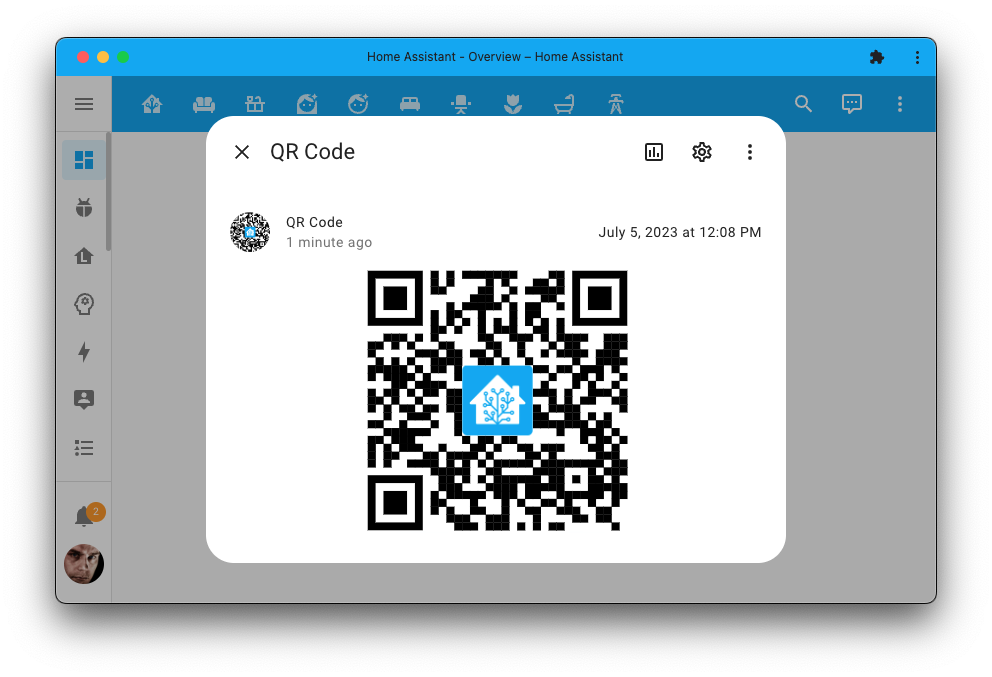 Home Assistant - Overview – Home Assistant
QR Code
QR Code
1 minute ago
July 5, 2023 at 12:08 PM
2